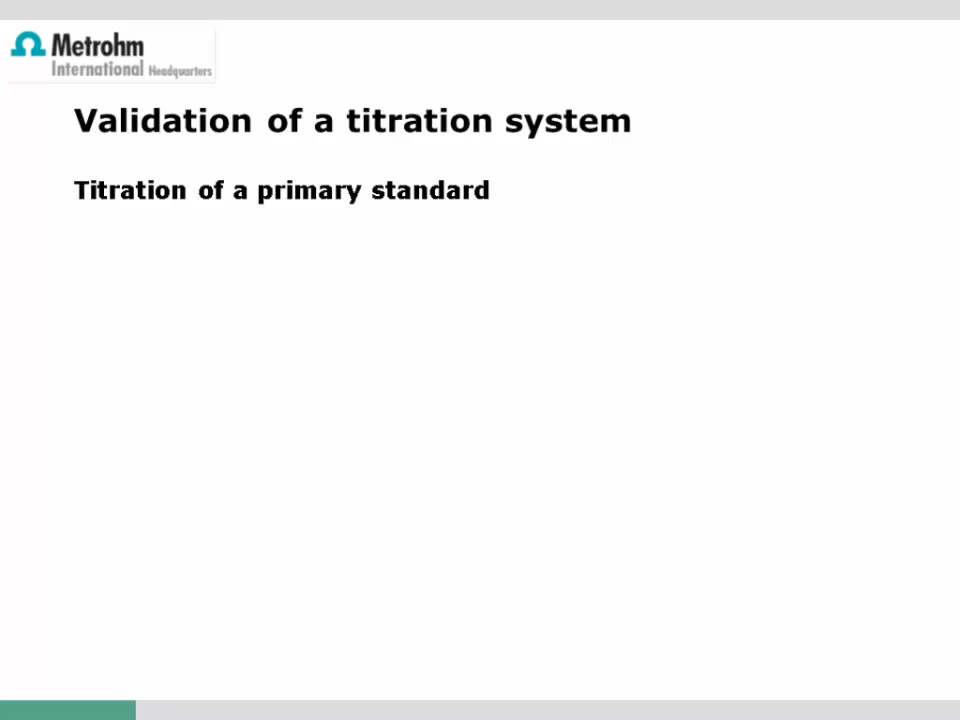 Metrohm
International Headquarters
Validation of a titration system
Titration of a primary standard